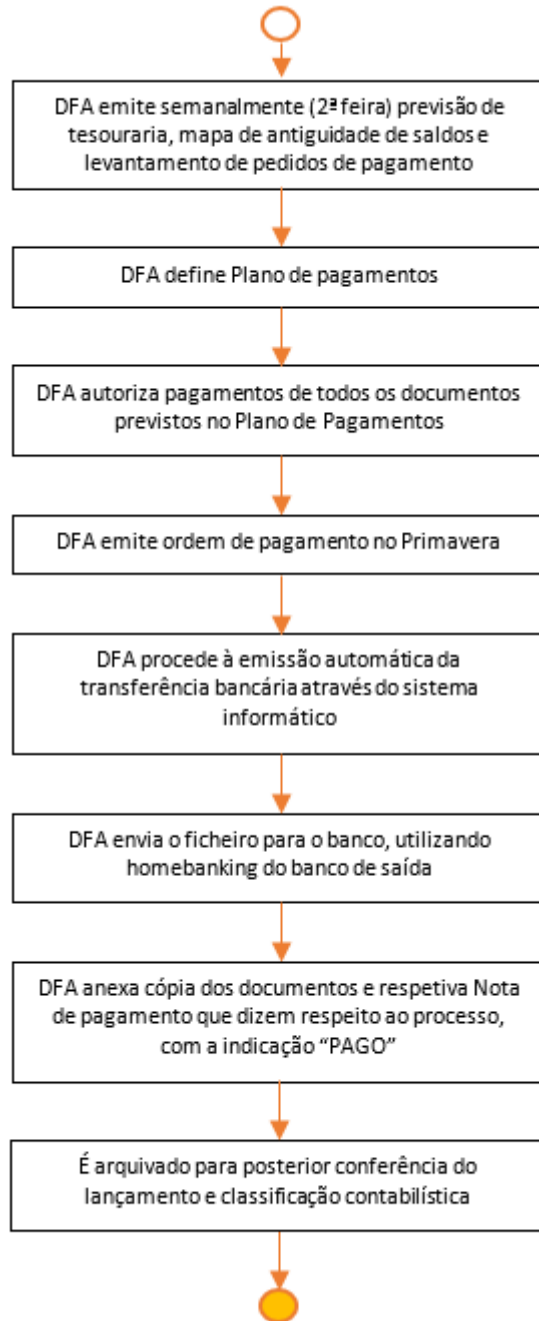 DFA emite semanalmente (2ª feira) previsão de
tesouraria, mapa de antiguidade de saldos e
levantamento de pedidos de pagamento
DFA define Plano de pagamentos
DFA autoriza pagamentos de todos os documentos
previstos no Plano de Pagamentos
DFA emite ordem de pagamento no Primavera
DFA procede à emissão automática da
transferência bancária através do sistema
informático
DFA envia o ficheiro para o banco, utilizando
homebanking do banco de saída
DFA anexa cópia dos documentos e respetiva Nota
de pagamento que dizem respeito ao processo,
com a indicação “PAGO”
É arquivado para posterior conferência do
lançamento e classificação contabilística